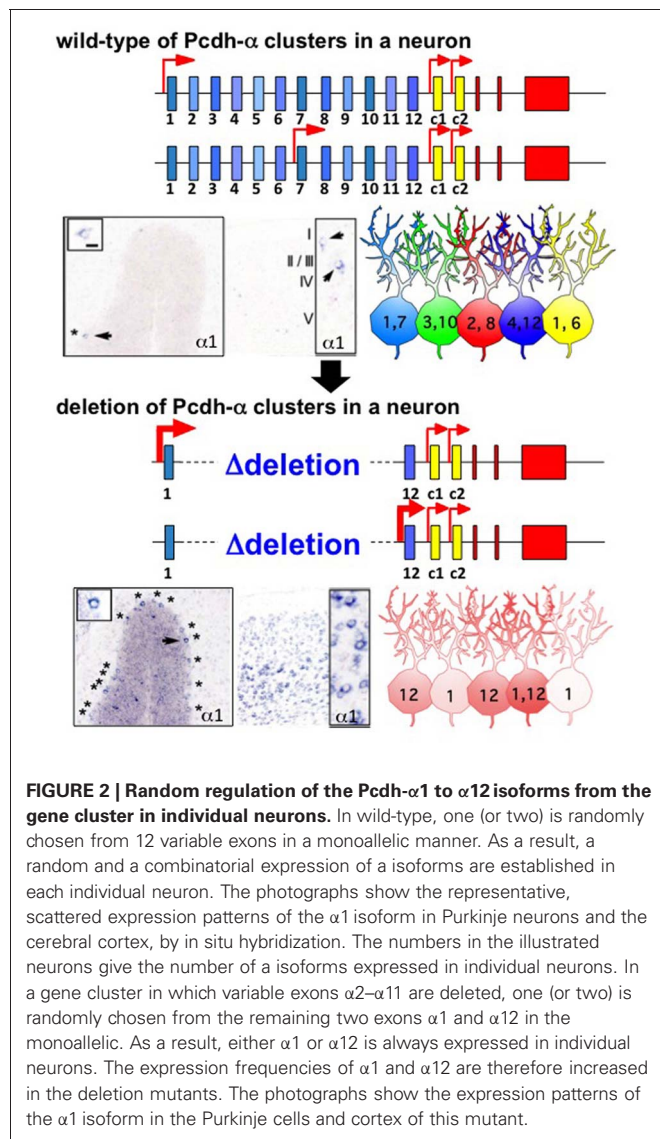 wild-type of Pcdh-α clusters in a neuron
1 2 3 4 5 6 7 8 9 10 11 12 c1 c2
1 2 3 4 5 6 7 8 9 10 11 12 c1 c2
I
II / III
IV
V
* α1 α1
1,7 3,10 2, 8 4,12 1, 6
deletion of Pcdh-α clusters in a neuron
Δdeletion
1 12 c1 c2
Δdeletion
1 12 c1 c2
* * * * * * * * * * * * * * * * *
α1 α1
12 1 12 1,12 1
FIGURE 2 | Random regulation of the Pcdh-α1 to α12 isoforms from the
gene cluster in individual neurons. In wild-type, one (or two) is randomly
chosen from 12 variable exons in a monoallelic manner. As a result, a
random and a combinatorial expression of a isoforms are established in
each individual neuron. The photographs show the representative,
scattered expression patterns of the α1 isoform in Purkinje neurons and the
cerebral cortex, by in situ hybridization. The numbers in the illustrated
neurons give the number of a isoforms expressed in individual neurons. In
a gene cluster in which variable exons α2–α11 are deleted, one (or two) is
randomly chosen from the remaining two exons α1 and α12 in the
monoallelic. As a result, either α1 or α12 is always expressed in individual
neurons. The expression frequencies of α1 and α12 are therefore increased
in the deletion mutants. The photographs show the expression patterns of
the α1 isoform in the Purkinje cells and cortex of this mutant.